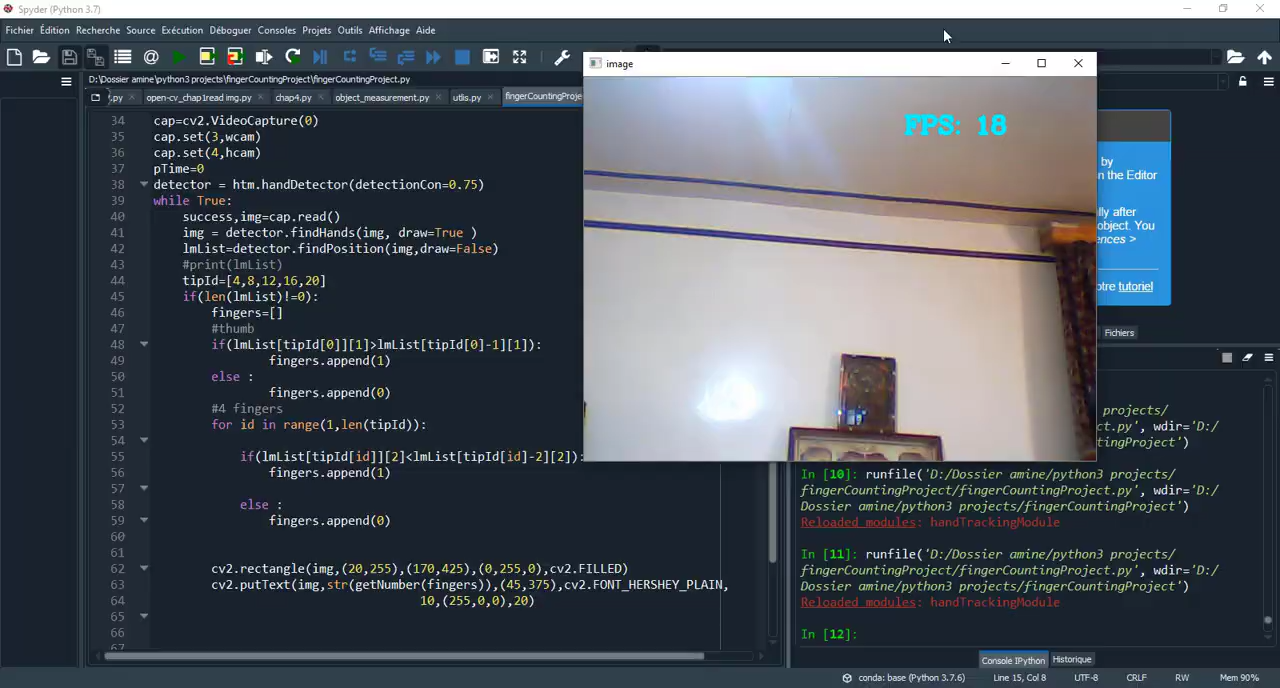 Spyder (Python 3.7)
Fichier Édition Recherche Source Exécution Déboguer Consoles Projets Outils Affichage Aide
D:\Dossier amine\python3 projects\fingerCountingProject\fingerCountingProject.py
.py open-cv_chap1read img.py chap4.py object_measurement.py utlis.py fingerCountingProje
34 cap=cv2.VideoCapture(0)
35 cap.set(3,wcam)
36 cap.set(4,hcam)
37 pTime=0
38 detector = htm.handDetector(detectionCon=0.75)
39 while True:
40 success,img=cap.read()
41 img = detector.findHands(img, draw=True )
42 lmList=detector.findPosition(img,draw=False)
43 #print(lmList)
44 tipId=[4,8,12,16,20]
45 if(len(lmList)!=0):
46 fingers=[]
47 #thumb
48 if(lmList[tipId[0]][1]>lmList[tipId[0]-1][1]):
49 fingers.append(1)
50 else :
51 fingers.append(0)
52 #4 fingers
53 for id in range(1,len(tipId)):
54
55 if(lmList[tipId[id]][2]<lmList[tipId[id]-2][2]):
56 fingers.append(1)
57
58 else :
59 fingers.append(0)
60
61
62 cv2.rectangle(img,(20,255),(170,425),(0,255,0),cv2.FILLED)
63 cv2.putText(img,str(getNumber(fingers)),(45,375),cv2.FONT_HERSHEY_PLAIN,
64 10,(255,0,0),20)
65
66
67
image
FPS: 18
by
n the Editor
lly after
object. You
ences >
otre tutoriel
Fichiers
projects/
ct.py', wdir='D:/
ct')
In [10]: runfile('D:/Dossier amine/python3 projects/
fingerCountingProject/fingerCountingProject.py', wdir='D:/
Dossier amine/python3 projects/fingerCountingProject')
Reloaded modules: handTrackingModule
In [11]: runfile('D:/Dossier amine/python3 projects/
fingerCountingProject/fingerCountingProject.py', wdir='D:/
Dossier amine/python3 projects/fingerCountingProject')
Reloaded modules: handTrackingModule
In [12]:
Console IPython Historique
conda: base (Python 3.7.6) Line 15, Col 8 UTF-8 CRLF RW Mem 90%